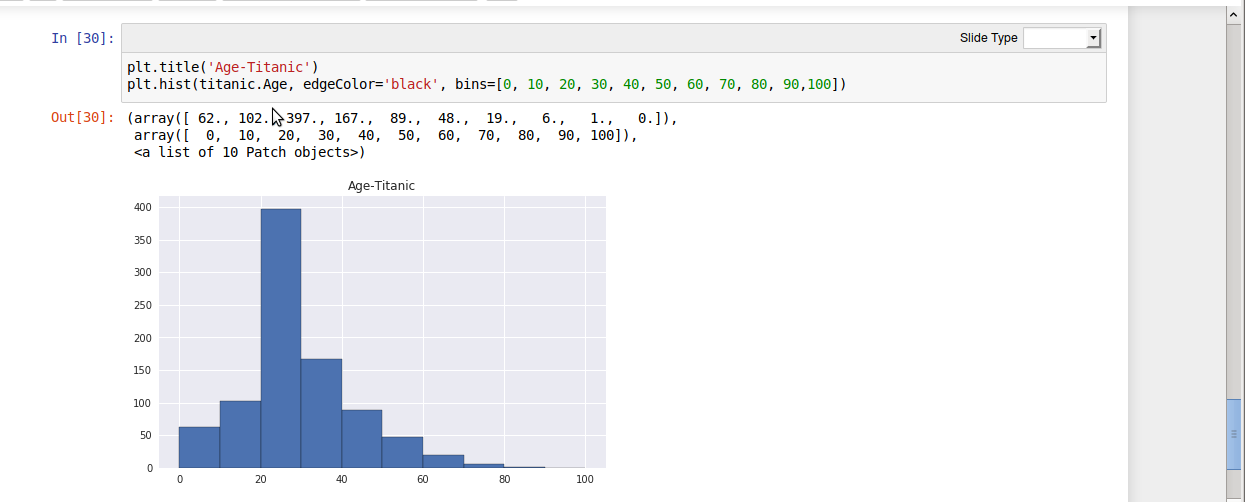 In [30]:
Slide Type
plt.title('Age-Titanic')
plt.hist(titanic.Age, edgeColor='black', bins=[0, 10, 20, 30, 40, 50, 60, 70, 80, 90,100])
Out[30]: (array([ 62., 102., 397., 167., 89., 48., 19., 6., 1., 0.]),
array([ 0, 10, 20, 30, 40, 50, 60, 70, 80, 90, 100]),
<a list of 10 Patch objects>)
Age-Titanic
400
350
300
250
200
150
100
50
0
0 20 40 60 80 100